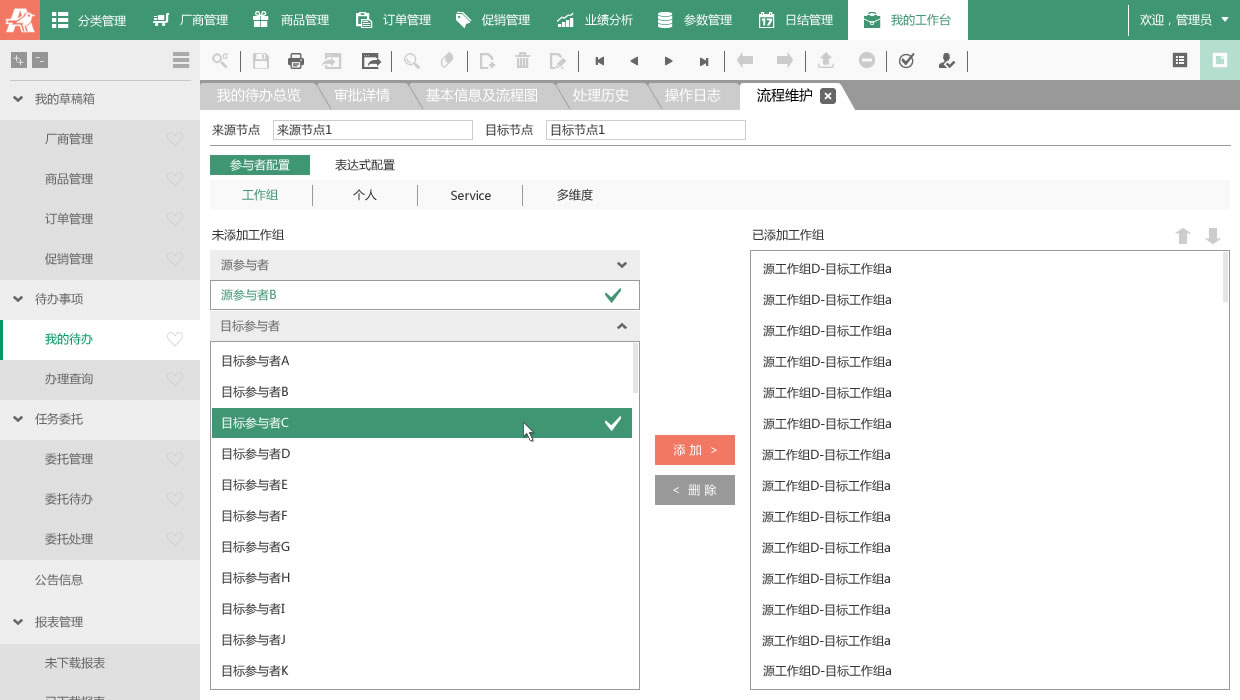 分类管理 厂商管理 商品管理 订单管理 促销管理 业绩分析 参数管理 日结管理 我的工作台 欢迎，管理员
我的待办总览 审批详情 基本信息及流程图 处理历史 操作日志 流程维护
来源节点 来源节点1 目标节点 目标节点1
参与者配置 表达式配置
工作组 个人 Service 多维度
未添加工作组 已添加工作组
我的草稿箱
厂商管理
商品管理
订单管理
促销管理
待办事项
我的待办
办理查询
任务委托
委托管理
委托待办
委托处理
公告信息
报表管理
未下载报表
已下载报表
源参与者
源参与者B
目标参与者
目标参与者A
目标参与者B
目标参与者C
目标参与者D
目标参与者E
目标参与者F
目标参与者G
目标参与者H
目标参与者I
目标参与者J
目标参与者K
添 加 >
< 删 除
源工作组D-目标工作组a
源工作组D-目标工作组a
源工作组D-目标工作组a
源工作组D-目标工作组a
源工作组D-目标工作组a
源工作组D-目标工作组a
源工作组D-目标工作组a
源工作组D-目标工作组a
源工作组D-目标工作组a
源工作组D-目标工作组a
源工作组D-目标工作组a
源工作组D-目标工作组a
源工作组D-目标工作组a
源工作组D-目标工作组a